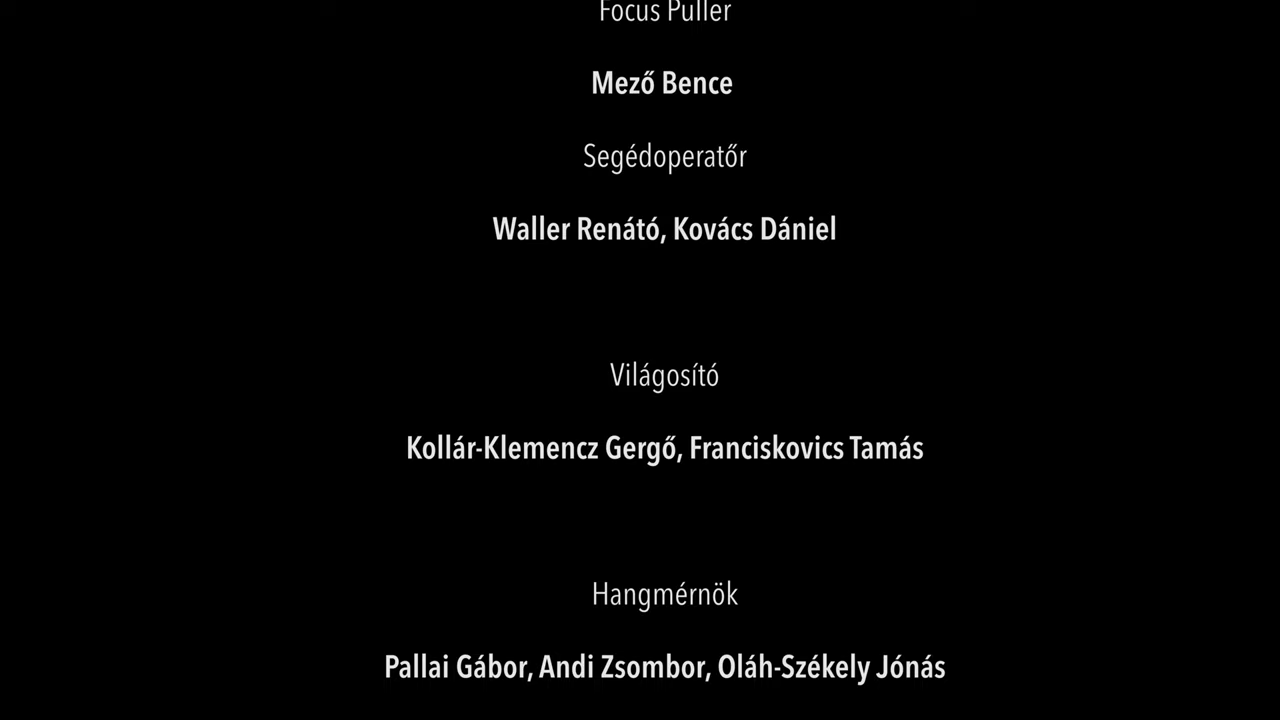 Focus Puller
Mező Bence
Segédoperatőr
Waller Renátó, Kovács Dániel
Világosító
Kollár-Klemencz Gergő, Franciskovics Tamás
Hangmérnök
Pallai Gábor, Andi Zsombor, Oláh-Székely Jónás